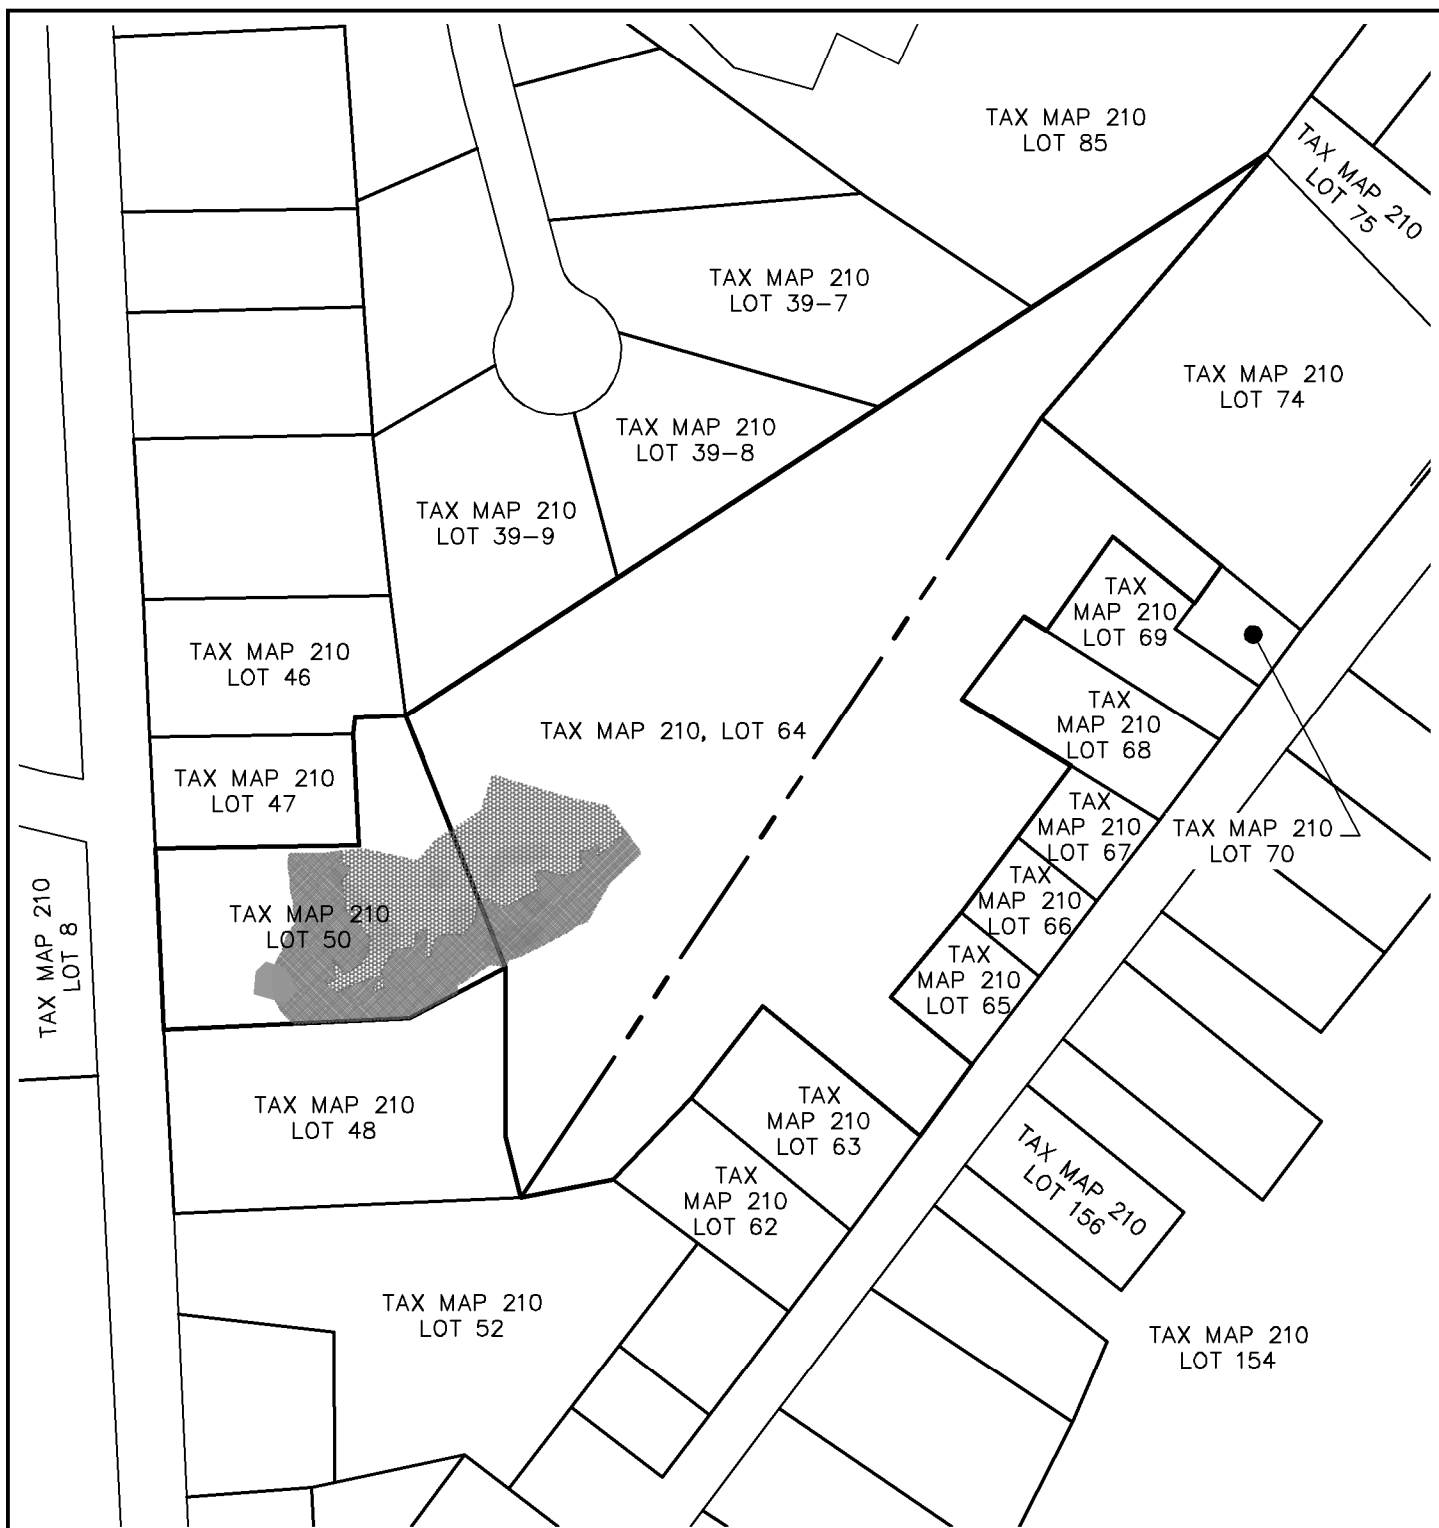 TAX MAP 210
LOT 85
TAX MAP 210
LOT 75
TAX MAP 210
LOT 39-7
TAX MAP 210
LOT 74
TAX MAP 210
LOT 39-8
TAX MAP 210
LOT 39-9
TAX
MAP 210
LOT 69
TAX MAP 210
LOT 46
TAX
MAP 210
LOT 68
TAX MAP 210, LOT 64
TAX MAP 210
LOT 47
TAX
MAP 210
LOT 67
TAX MAP 210
LOT 70
TAX
MAP 210
LOT 66
TAX MAP 210
LOT 50
TAX MAP 210
LOT 8
TAX
MAP 210
LOT 65
TAX MAP 210
LOT 48
TAX
MAP 210
LOT 63
TAX MAP 210
LOT 156
TAX
MAP 210
LOT 62
TAX MAP 210
LOT 52
TAX MAP 210
LOT 154